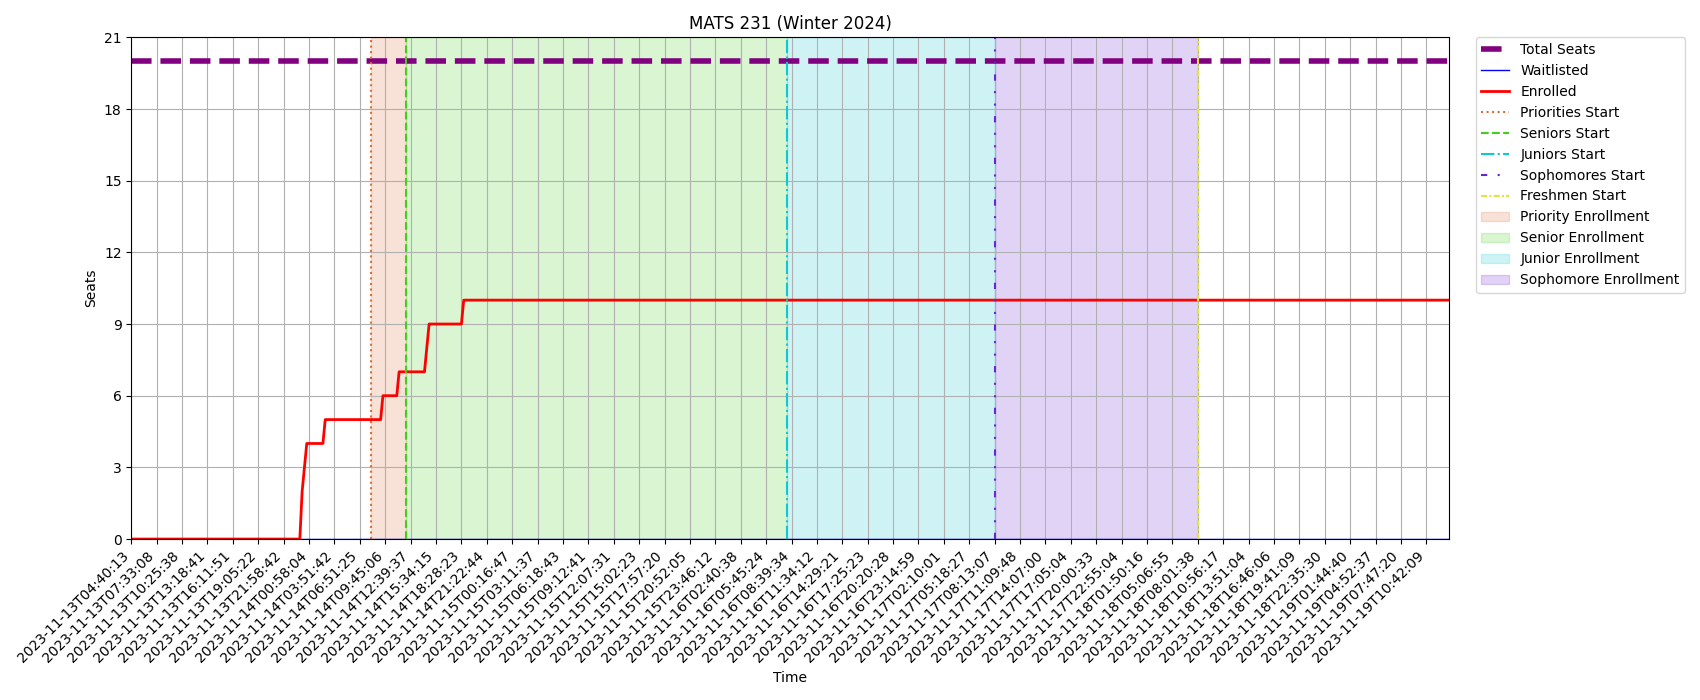 MATS 231 (Winter 2024)
21
18
15
12
9
6
3
0
Seats
2023-11-13T04:40:13
2023-11-13T07:33:08
2023-11-13T10:25:38
2023-11-13T13:18:41
2023-11-13T16:11:51
2023-11-13T19:05:22
2023-11-13T21:58:42
2023-11-14T00:58:04
2023-11-14T03:51:42
2023-11-14T06:51:25
2023-11-14T09:45:06
2023-11-14T12:39:37
2023-11-14T15:34:15
2023-11-14T18:28:23
2023-11-14T21:22:44
2023-11-15T00:16:47
2023-11-15T03:11:37
2023-11-15T06:18:43
2023-11-15T09:12:41
2023-11-15T12:07:31
2023-11-15T15:02:23
2023-11-15T17:57:20
2023-11-15T20:52:05
2023-11-15T23:46:12
2023-11-16T02:40:38
2023-11-16T05:45:24
2023-11-16T08:39:34
2023-11-16T11:34:12
2023-11-16T14:29:21
2023-11-16T17:25:23
2023-11-16T20:20:28
2023-11-16T23:14:59
2023-11-17T02:10:01
2023-11-17T05:18:27
2023-11-17T08:13:07
2023-11-17T11:09:48
2023-11-17T14:07:00
2023-11-17T17:05:04
2023-11-17T20:00:33
2023-11-17T22:55:04
2023-11-18T01:50:16
2023-11-18T05:06:55
2023-11-18T08:01:38
2023-11-18T10:56:17
2023-11-18T13:51:04
2023-11-18T16:46:06
2023-11-18T19:41:09
2023-11-18T22:35:30
2023-11-19T01:44:40
2023-11-19T04:52:37
2023-11-19T07:47:20
2023-11-19T10:42:09
Time
Total Seats
Waitlisted
Enrolled
Priorities Start
Seniors Start
Juniors Start
Sophomores Start
Freshmen Start
Priority Enrollment
Senior Enrollment
Junior Enrollment
Sophomore Enrollment